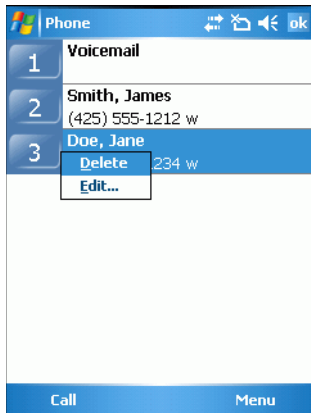 Phone
ok
1
Voicemail
2
Smith, James
(425) 555-1212 w
3
Doe, Jane
Delete
234 w
Edit...
Call
Menu